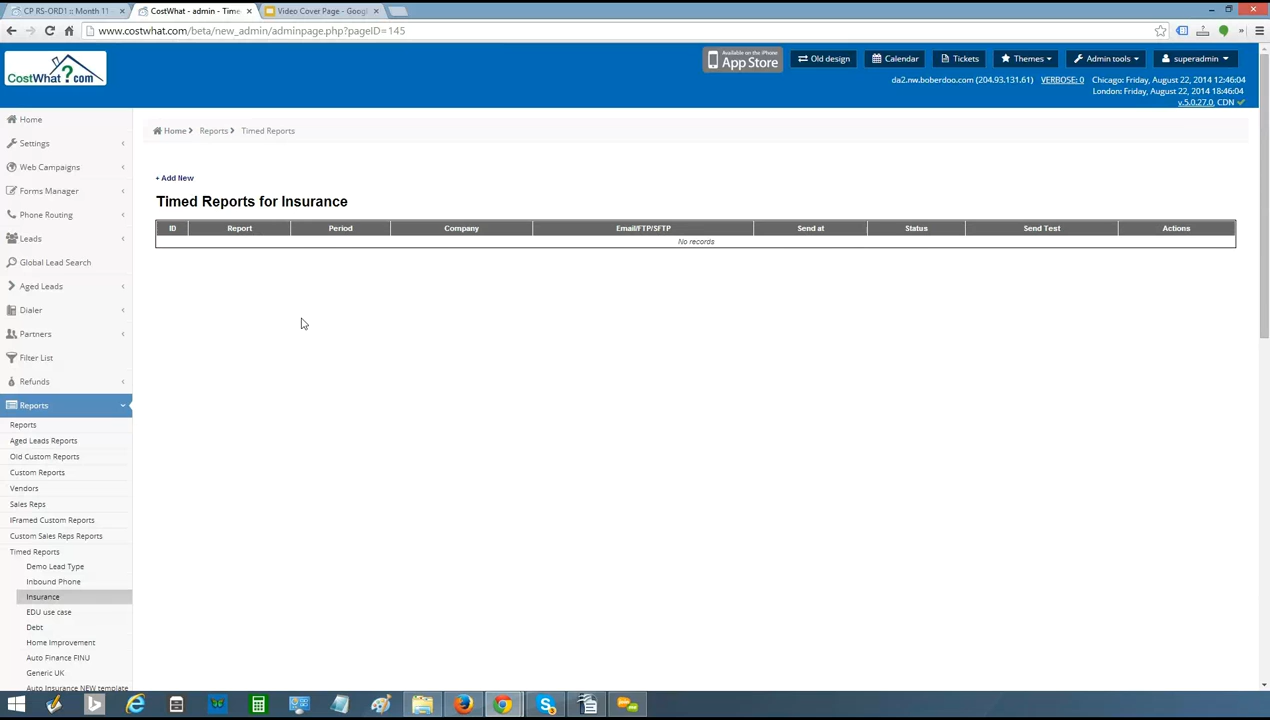 CP RS-ORD1 :: Month 11 -
CostWhat - admin - Time
Video Cover Page - Googl
www.costwhat.com/beta/new_admin/adminpage.php?pageID=145
CostWhat?com
Available on the iPhone
App Store
Old design
Calendar
Tickets
Themes
Admin tools
superadmin
da2.nw.boberdoo.com (204.93.131.61) VERBOSE: 0 Chicago: Friday, August 22, 2014 12:46:04
London: Friday, August 22, 2014 18:46:04
v.5.0.27.0, CDN
Home
Settings
Web Campaigns
Forms Manager
Phone Routing
Leads
Global Lead Search
Aged Leads
Dialer
Partners
Filter List
Refunds
Reports
Reports
Aged Leads Reports
Old Custom Reports
Custom Reports
Vendors
Sales Reps
IFramed Custom Reports
Custom Sales Reps Reports
Timed Reports
Demo Lead Type
Inbound Phone
Insurance
EDU use case
Debt
Home Improvement
Auto Finance FINU
Generic UK
Auto Insurance NEW template
Home > Reports > Timed Reports
+ Add New
Timed Reports for Insurance
ID Report Period Company Email/FTP/SFTP Send at Status Send Test Actions
No records